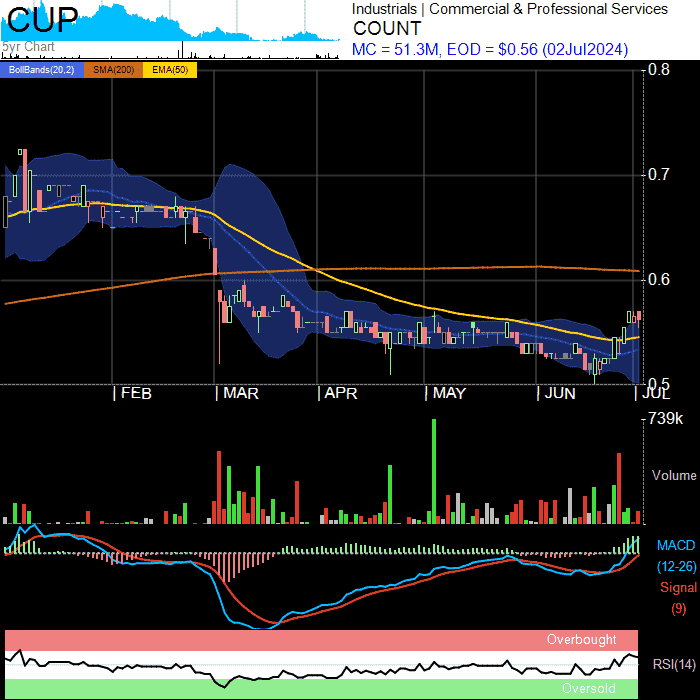 CUP
5yr Chart
Industrials | Commercial & Professional Services
COUNT
MC = 51.3M, EOD = $0.56 (02Jul2024)
BollBands(20,2) SMA(200) EMA(50)
0.8
0.7
0.6
0.5
FEB MAR APR MAY JUN JUL
739k
Volume
MACD
(12-26)
Signal
(9)
Overbought
RSI(14)
Oversold